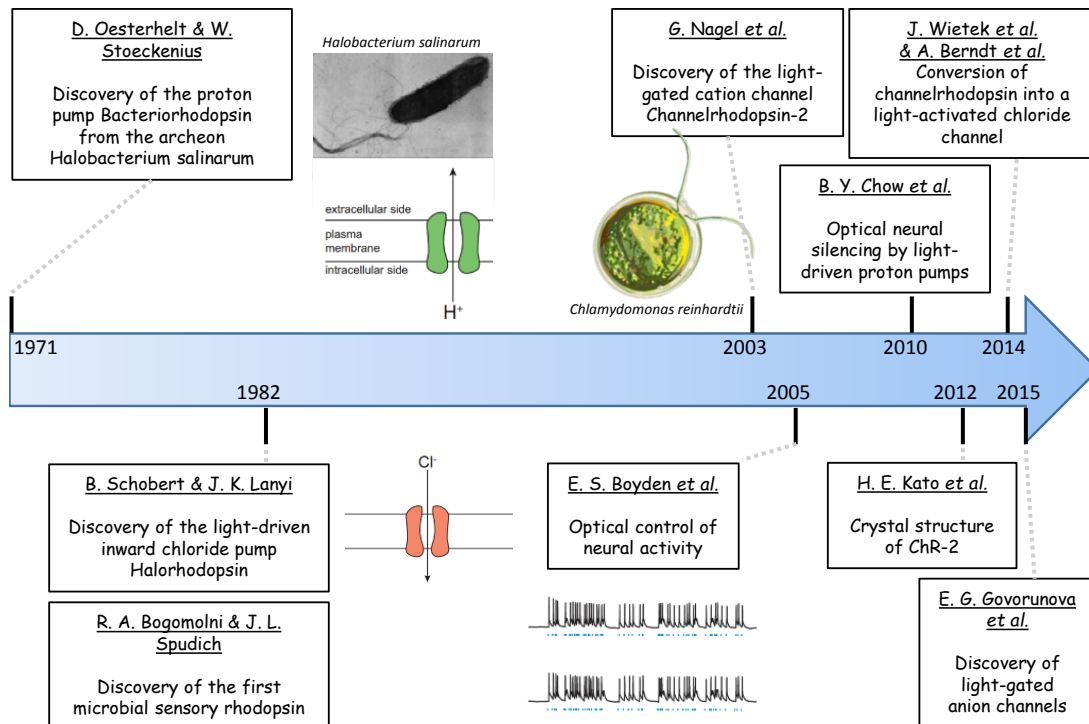 D. Oesterhelt & W.
Stoeckenius
Discovery of the proton
pump Bacteriorhodopsin
from the archeon
Halobacterium salinarum
Halobacterium salinarum
extracellular side
plasma
membrane
intracellular side
H+
G. Nagel et al.
Discovery of the light-
gated cation channel
Channelrhodopsin-2
Chlamydomonas reinhardtii
J. Wietek et al.
& A. Berndt et al.
Conversion of
channelrhodopsin into a
light-activated chloride
channel
B. Y. Chow et al.
Optical neural
silencing by light-
driven proton pumps
1971
2003
2010
2014
1982
2005
2012
2015
B. Schobert & J. K. Lanyi
Discovery of the light-driven
inward chloride pump
Halorhodopsin
R. A. Bogomolni & J. L.
Spudich
Discovery of the first
microbial sensory rhodopsin
Cl-
E. S. Boyden et al.
Optical control of
neural activity
H. E. Kato et al.
Crystal structure
of ChR-2
E. G. Govorunova
et al.
Discovery of
light-gated
anion channels